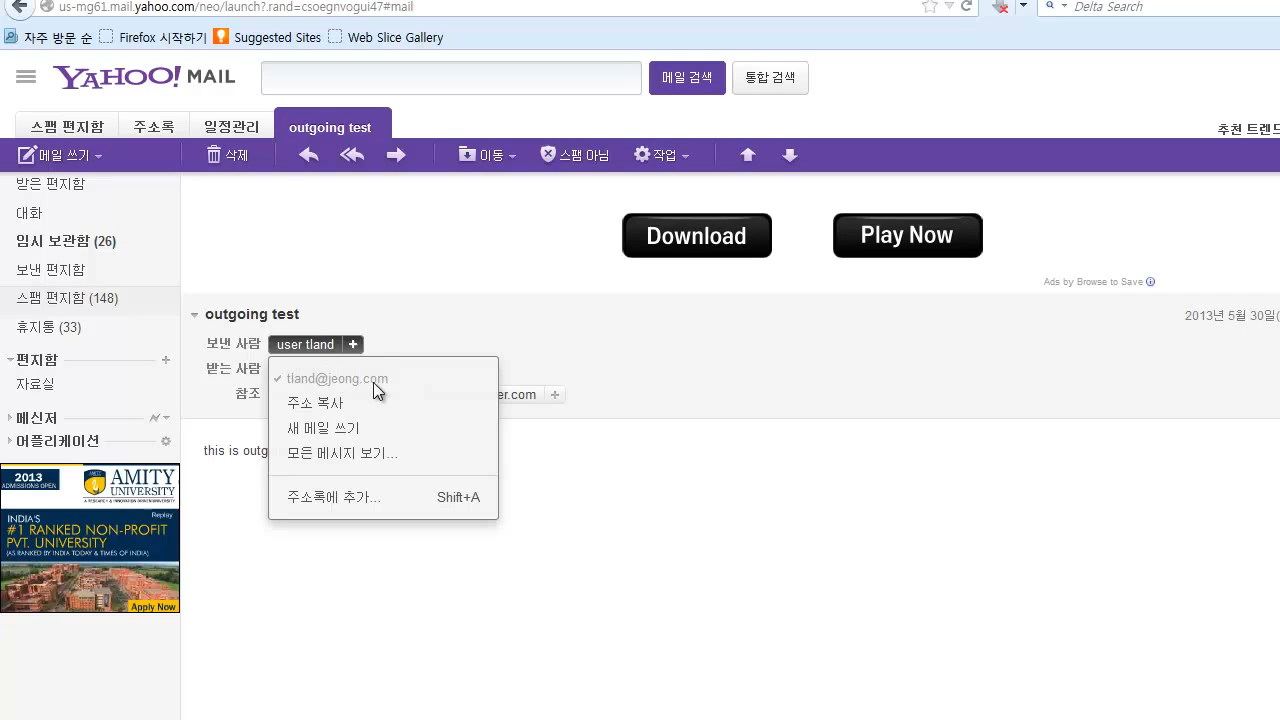 us-mg61.mail.yahoo.com/neo/launch?.rand=csoegnvogui47#mail
Delta Search
자주 방문 순 Firefox 시작하기 Suggested Sites Web Slice Gallery
YAHOO! MAIL
메일 검색
통합 검색
스팸 편지함
주소록
일정관리
outgoing test
추천 트렌드
메일 쓰기
삭제
이동
스팸 아님
작업
받은 편지함
대화
임시 보관함 (26)
보낸 편지함
스팸 편지함 (148)
휴지통 (33)
편지함
자료실
메신저
어플리케이션
2013
ADMISSIONS OPEN
AMITY
UNIVERSITY
Replay
INDIA'S
#1 RANKED NON-PROFIT
PVT. UNIVERSITY
(AS RANKED BY INDIA TODAY & TIMES OF INDIA)
Apply Now
Download
Play Now
Ads by Browse to Save
outgoing test
2013년 5월 30일(
보낸 사람 user tland +
받는 사람
참조 er.com +
tland@jeong.com
주소 복사
새 메일 쓰기
모든 메시지 보기...
주소록에 추가... Shift+A
this is outg